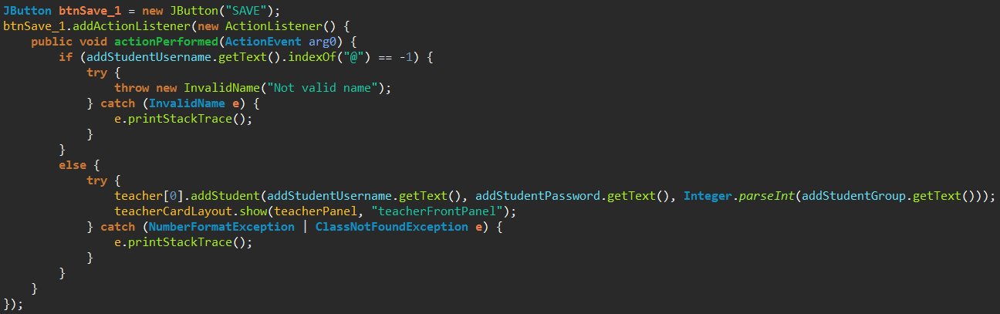 JButton btnSave_1 = new JButton("SAVE");
btnSave_1.addActionListener(new ActionListener() {
    public void actionPerformed(ActionEvent arg0) {
        if (addStudentUsername.getText().indexOf("@") == -1) {
            try {
                throw new InvalidName("Not valid name");
            } catch (InvalidName e) {
                e.printStackTrace();
            }
        }
        else {
            try {
                teacher[0].addStudent(addStudentUsername.getText(), addStudentPassword.getText(), Integer.parseInt(addStudentGroup.getText()));
                teacherCardLayout.show(teacherPanel, "teacherFrontPanel");
            } catch (NumberFormatException | ClassNotFoundException e) {
                e.printStackTrace();
            }
        }
    }
});